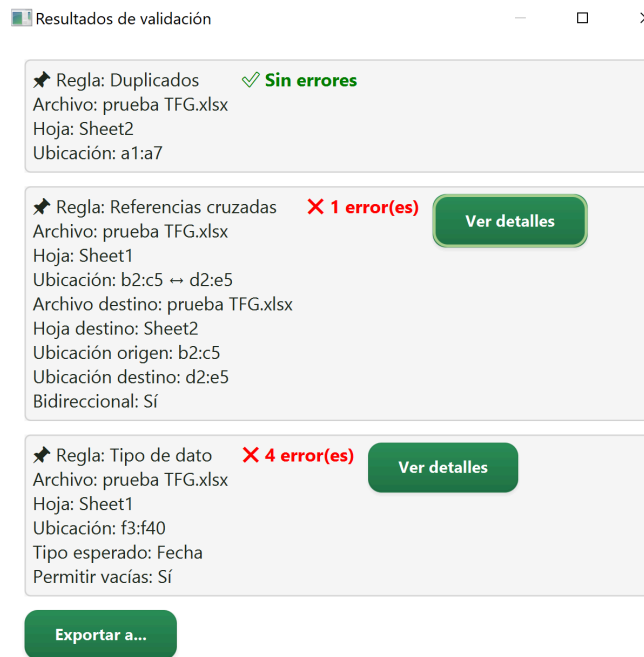 Resultados de validación
Regla: Duplicados Sin errores
Archivo: prueba TFG.xlsx
Hoja: Sheet2
Ubicación: a1:a7
Regla: Referencias cruzadas 1 error(es) Ver detalles
Archivo: prueba TFG.xlsx
Hoja: Sheet1
Ubicación: b2:c5 ↔ d2:e5
Archivo destino: prueba TFG.xlsx
Hoja destino: Sheet2
Ubicación origen: b2:c5
Ubicación destino: d2:e5
Bidireccional: Sí
Regla: Tipo de dato 4 error(es) Ver detalles
Archivo: prueba TFG.xlsx
Hoja: Sheet1
Ubicación: f3:f40
Tipo esperado: Fecha
Permitir vacías: Sí
Exportar a...